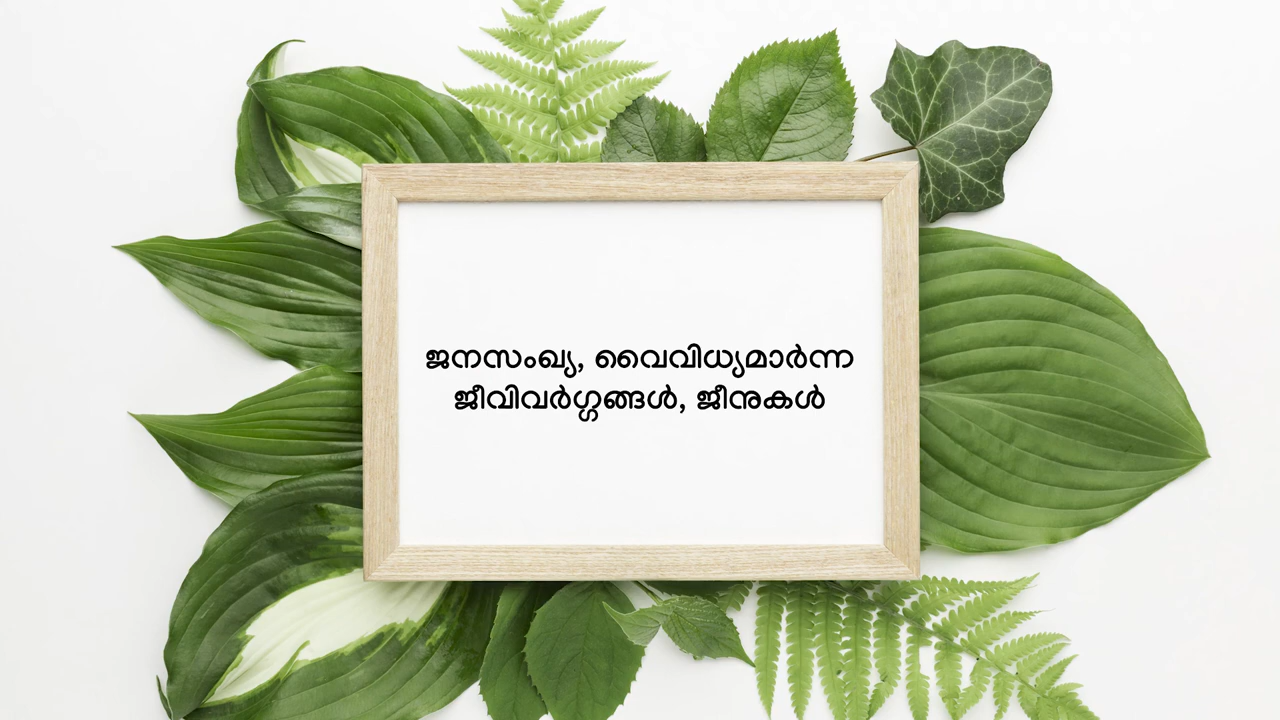 ജനസംഖ്യ, വൈവിധ്യമാർന്ന
ജീവിവർഗ്ഗങ്ങൾ, ജീനുകൾ